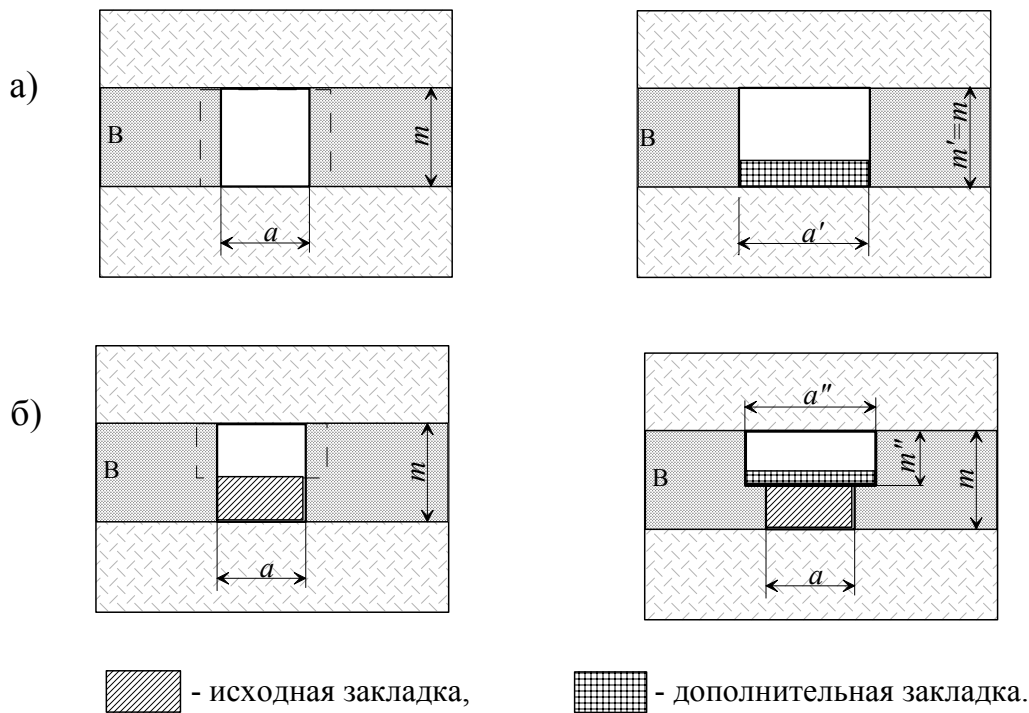 а)
В
m
a
В
m'=m
a'
б)
В
m
a
a"
В
m"
m
a
- исходная закладка,
- дополнительная закладка.